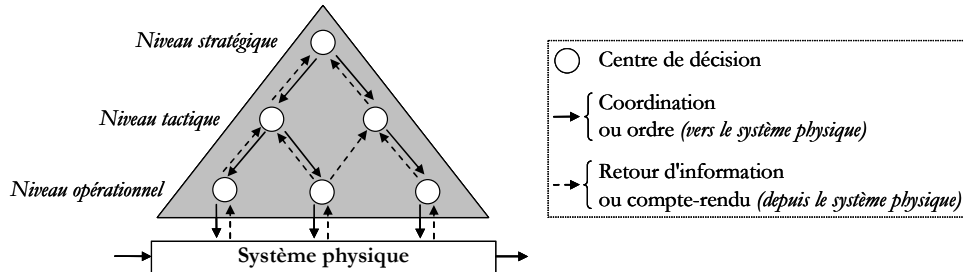 Niveau stratégique
Niveau tactique
Niveau opérationnel
Système physique
Centre de décision
Coordination
ou ordre (vers le système physique)
Retour d'information
ou compte-rendu (depuis le système physique)